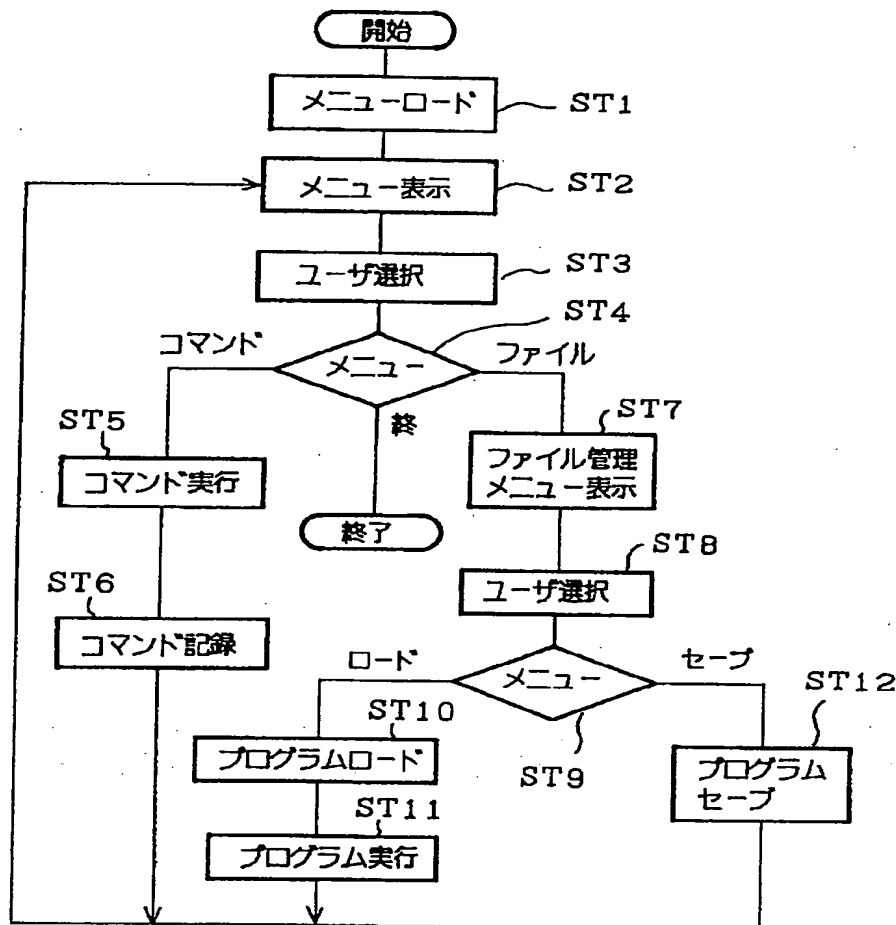 開始
メニューロード
ST1
メニュー表示
ST2
ユーザ選択
ST3
ST4
コマンド
メニュー
ファイル
終
ST5
コマンド実行
ST7
ファイル管理
メニュー表示
終了
ST8
ユーザ選択
ST6
コマンド記録
ロード
メニュー
セーブ
ST9
ST10
プログラムロード
ST12
プログラム
セーブ
ST11
プログラム実行